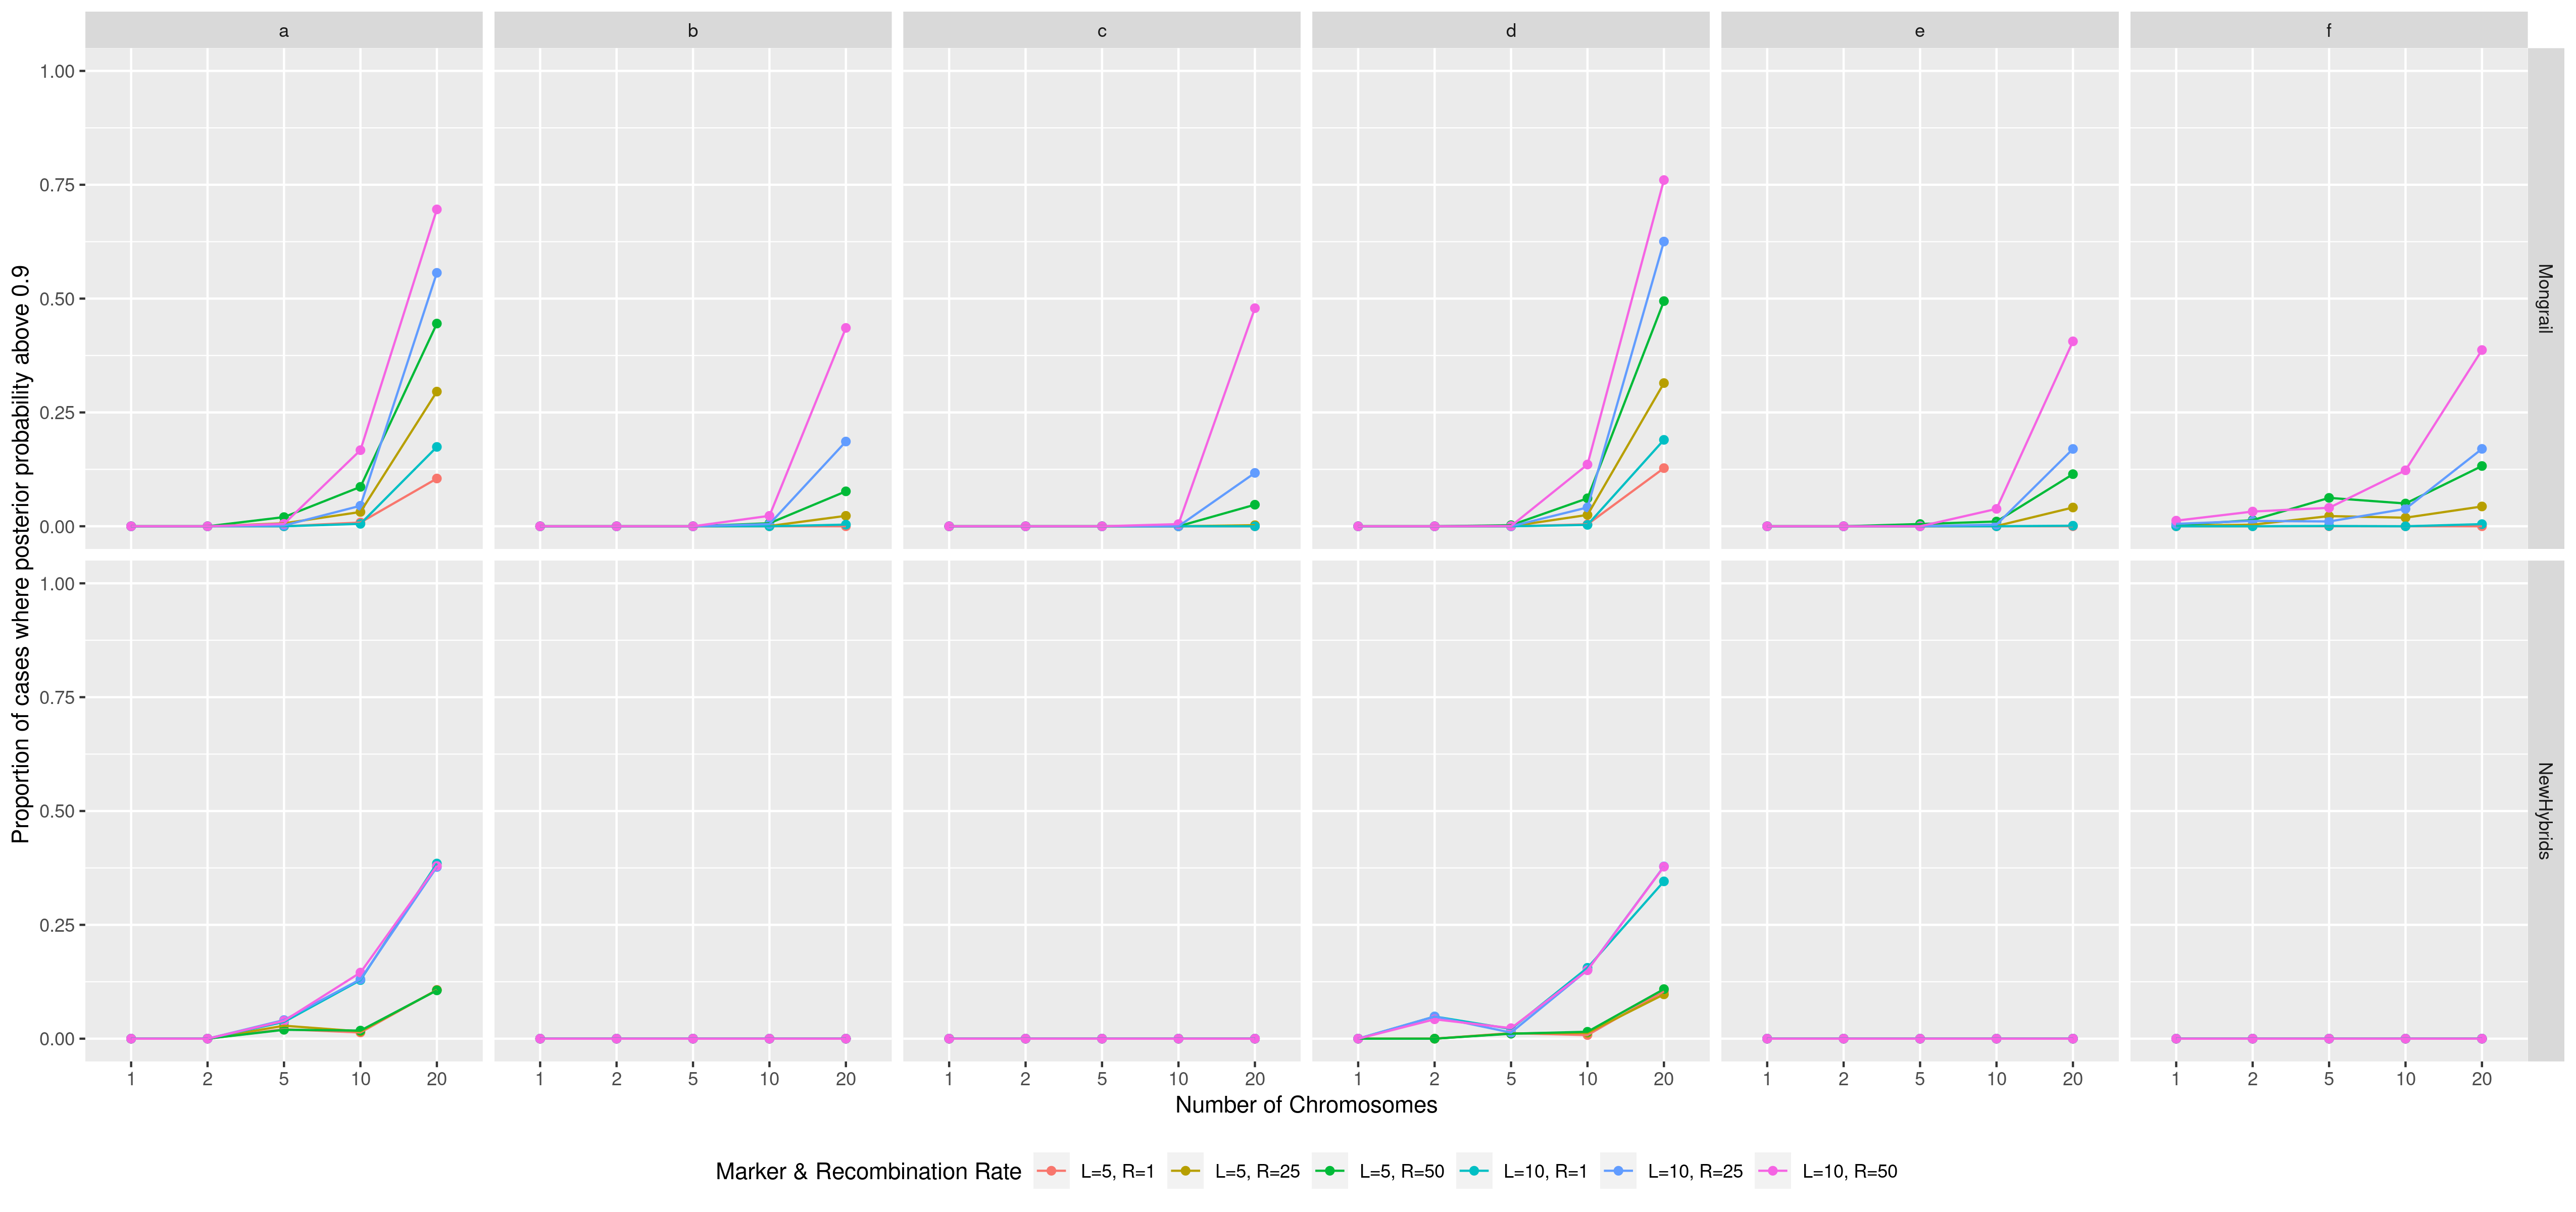 a b c d e f
1.00
0.75
0.50
0.25
0.00
Mongrail
Proportion of cases where posterior probability above 0.9
1.00
0.75
0.50
0.25
0.00
NewHybrids
1 2 5 10 20 1 2 5 10 20 1 2 5 10 20 1 2 5 10 20 1 2 5 10 20 1 2 5 10 20
Number of Chromosomes
Marker & Recombination Rate L=5, R=1 L=5, R=25 L=5, R=50 L=10, R=1 L=10, R=25 L=10, R=50